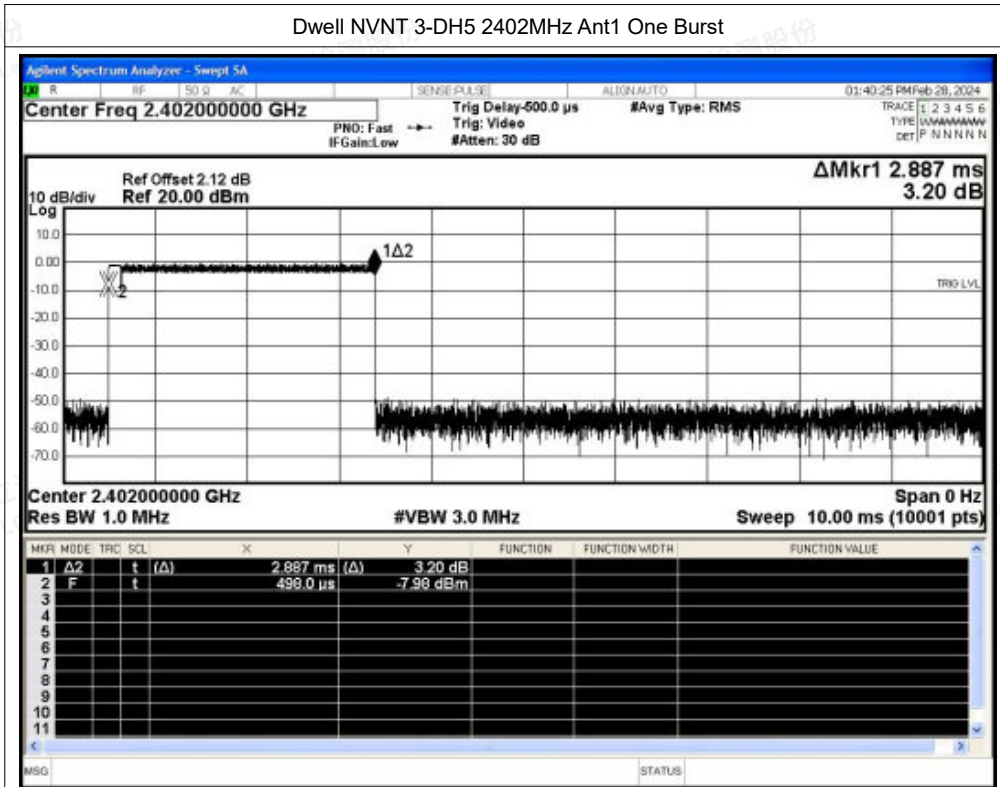 Dwell NVNT 3-DH5 2402MHz Ant1 One Burst
Agilent Spectrum Analyzer - Swept SA
R RF 50 Ω AC SENSE:PULSE ALIGN AUTO 01:40:25 PM Feb 28, 2024
Center Freq 2.402000000 GHz Trig Delay-500.0 µs #Avg Type: RMS TRACE 1 2 3 4 5 6
PNO: Fast Trig: Video TYPE
IFGain:Low #Atten: 30 dB DET P N N N N N
ΔMkr1 2.887 ms
Ref Offset 2.12 dB
10 dB/div Ref 20.00 dBm 3.20 dB
Log
10.0
1Δ2
0.00
2
-10.0 TRIG LVL
-20.0
-30.0
-40.0
-50.0
-60.0
-70.0
Center 2.402000000 GHz Span 0 Hz
Res BW 1.0 MHz #VBW 3.0 MHz Sweep 10.00 ms (10001 pts)
MKR MODE TRC SCL X Y FUNCTION FUNCTION WIDTH FUNCTION VALUE
1 Δ2 t (Δ) 2.887 ms (Δ) 3.20 dB
2 F t 498.0 µs -7.98 dBm
3
4
5
6
7
8
9
10
11
MSG STATUS